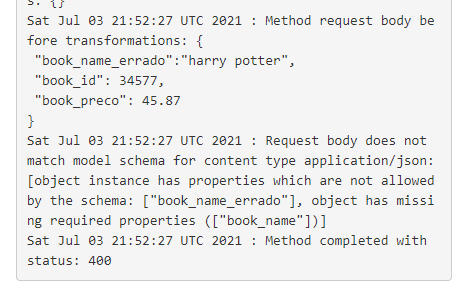 s: {}
Sat Jul 03 21:52:27 UTC 2021 : Method request body be
fore transformations: {
 "book_name_errado":"harry potter",
 "book_id": 34577,
 "book_preco": 45.87
}
Sat Jul 03 21:52:27 UTC 2021 : Request body does not
match model schema for content type application/json:
[object instance has properties which are not allowed
by the schema: ["book_name_errado"], object has missi
ng required properties (["book_name"])]
Sat Jul 03 21:52:27 UTC 2021 : Method completed with
status: 400